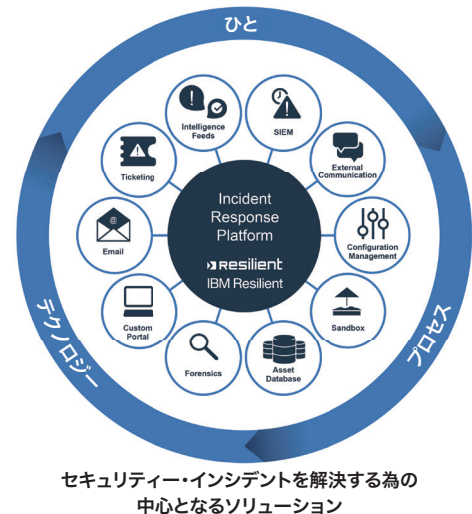 ひと
Intelligence
Feeds
SIEM
Ticketing
External
Communication
Incident
Response
Platform
Resilient
IBM Resilient
@
Email
Configuration
Management
Custom
Portal
Sandbox
Forensics
Asset
Database
テクノロジー
プロセス
セキュリティー・インシデントを解決する為の
中心となるソリューション